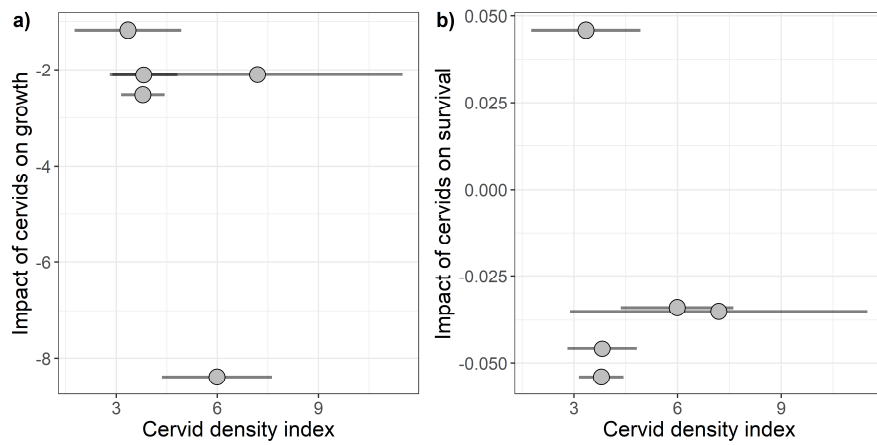 a)
Impact of cervids on growth
-2
-4
-6
-8
3 6 9
Cervid density index
b)
Impact of cervids on survival
0.050
0.025
0.000
-0.025
-0.050
3 6 9
Cervid density index